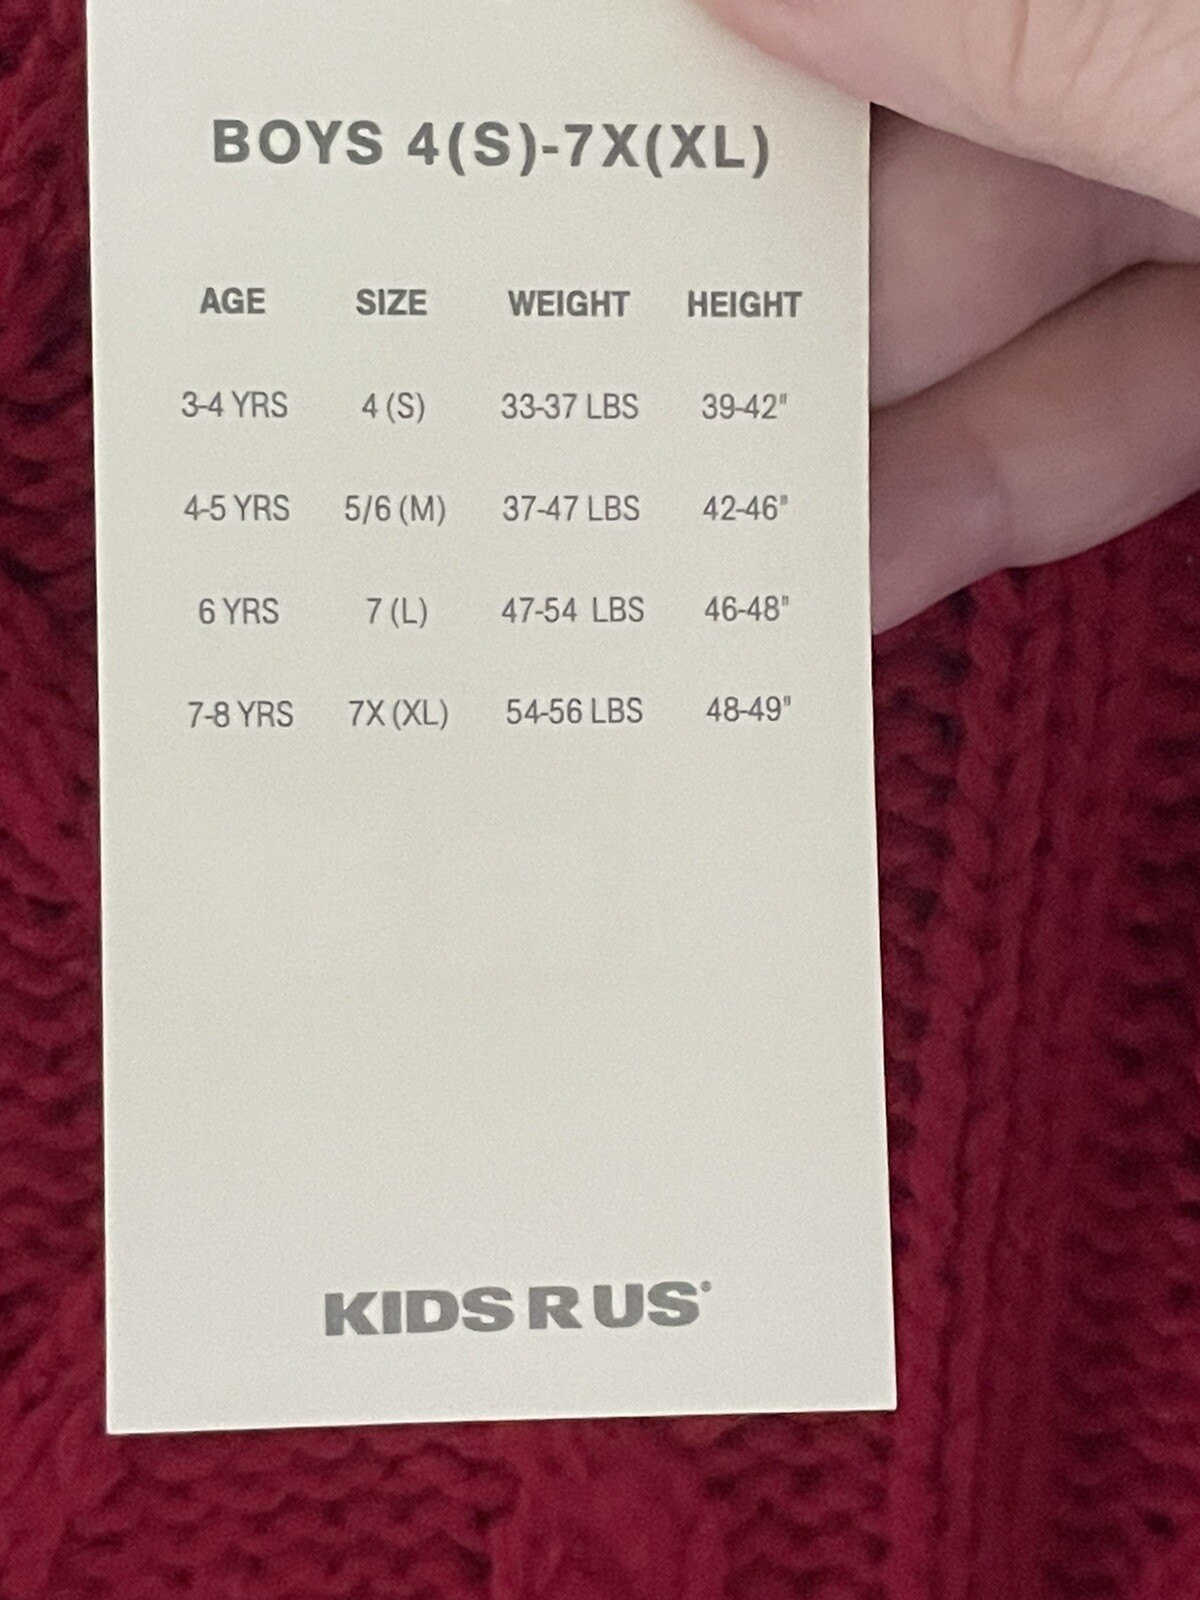 BOYS 4(S)-7X(XL)
AGE SIZE WEIGHT HEIGHT
3-4 YRS 4 (S) 33-37 LBS 39-42"
4-5 YRS 5/6 (M) 37-47 LBS 42-46"
6 YRS 7 (L) 47-54 LBS 46-48"
7-8 YRS 7X (XL) 54-56 LBS 48-49"
KIDS R US